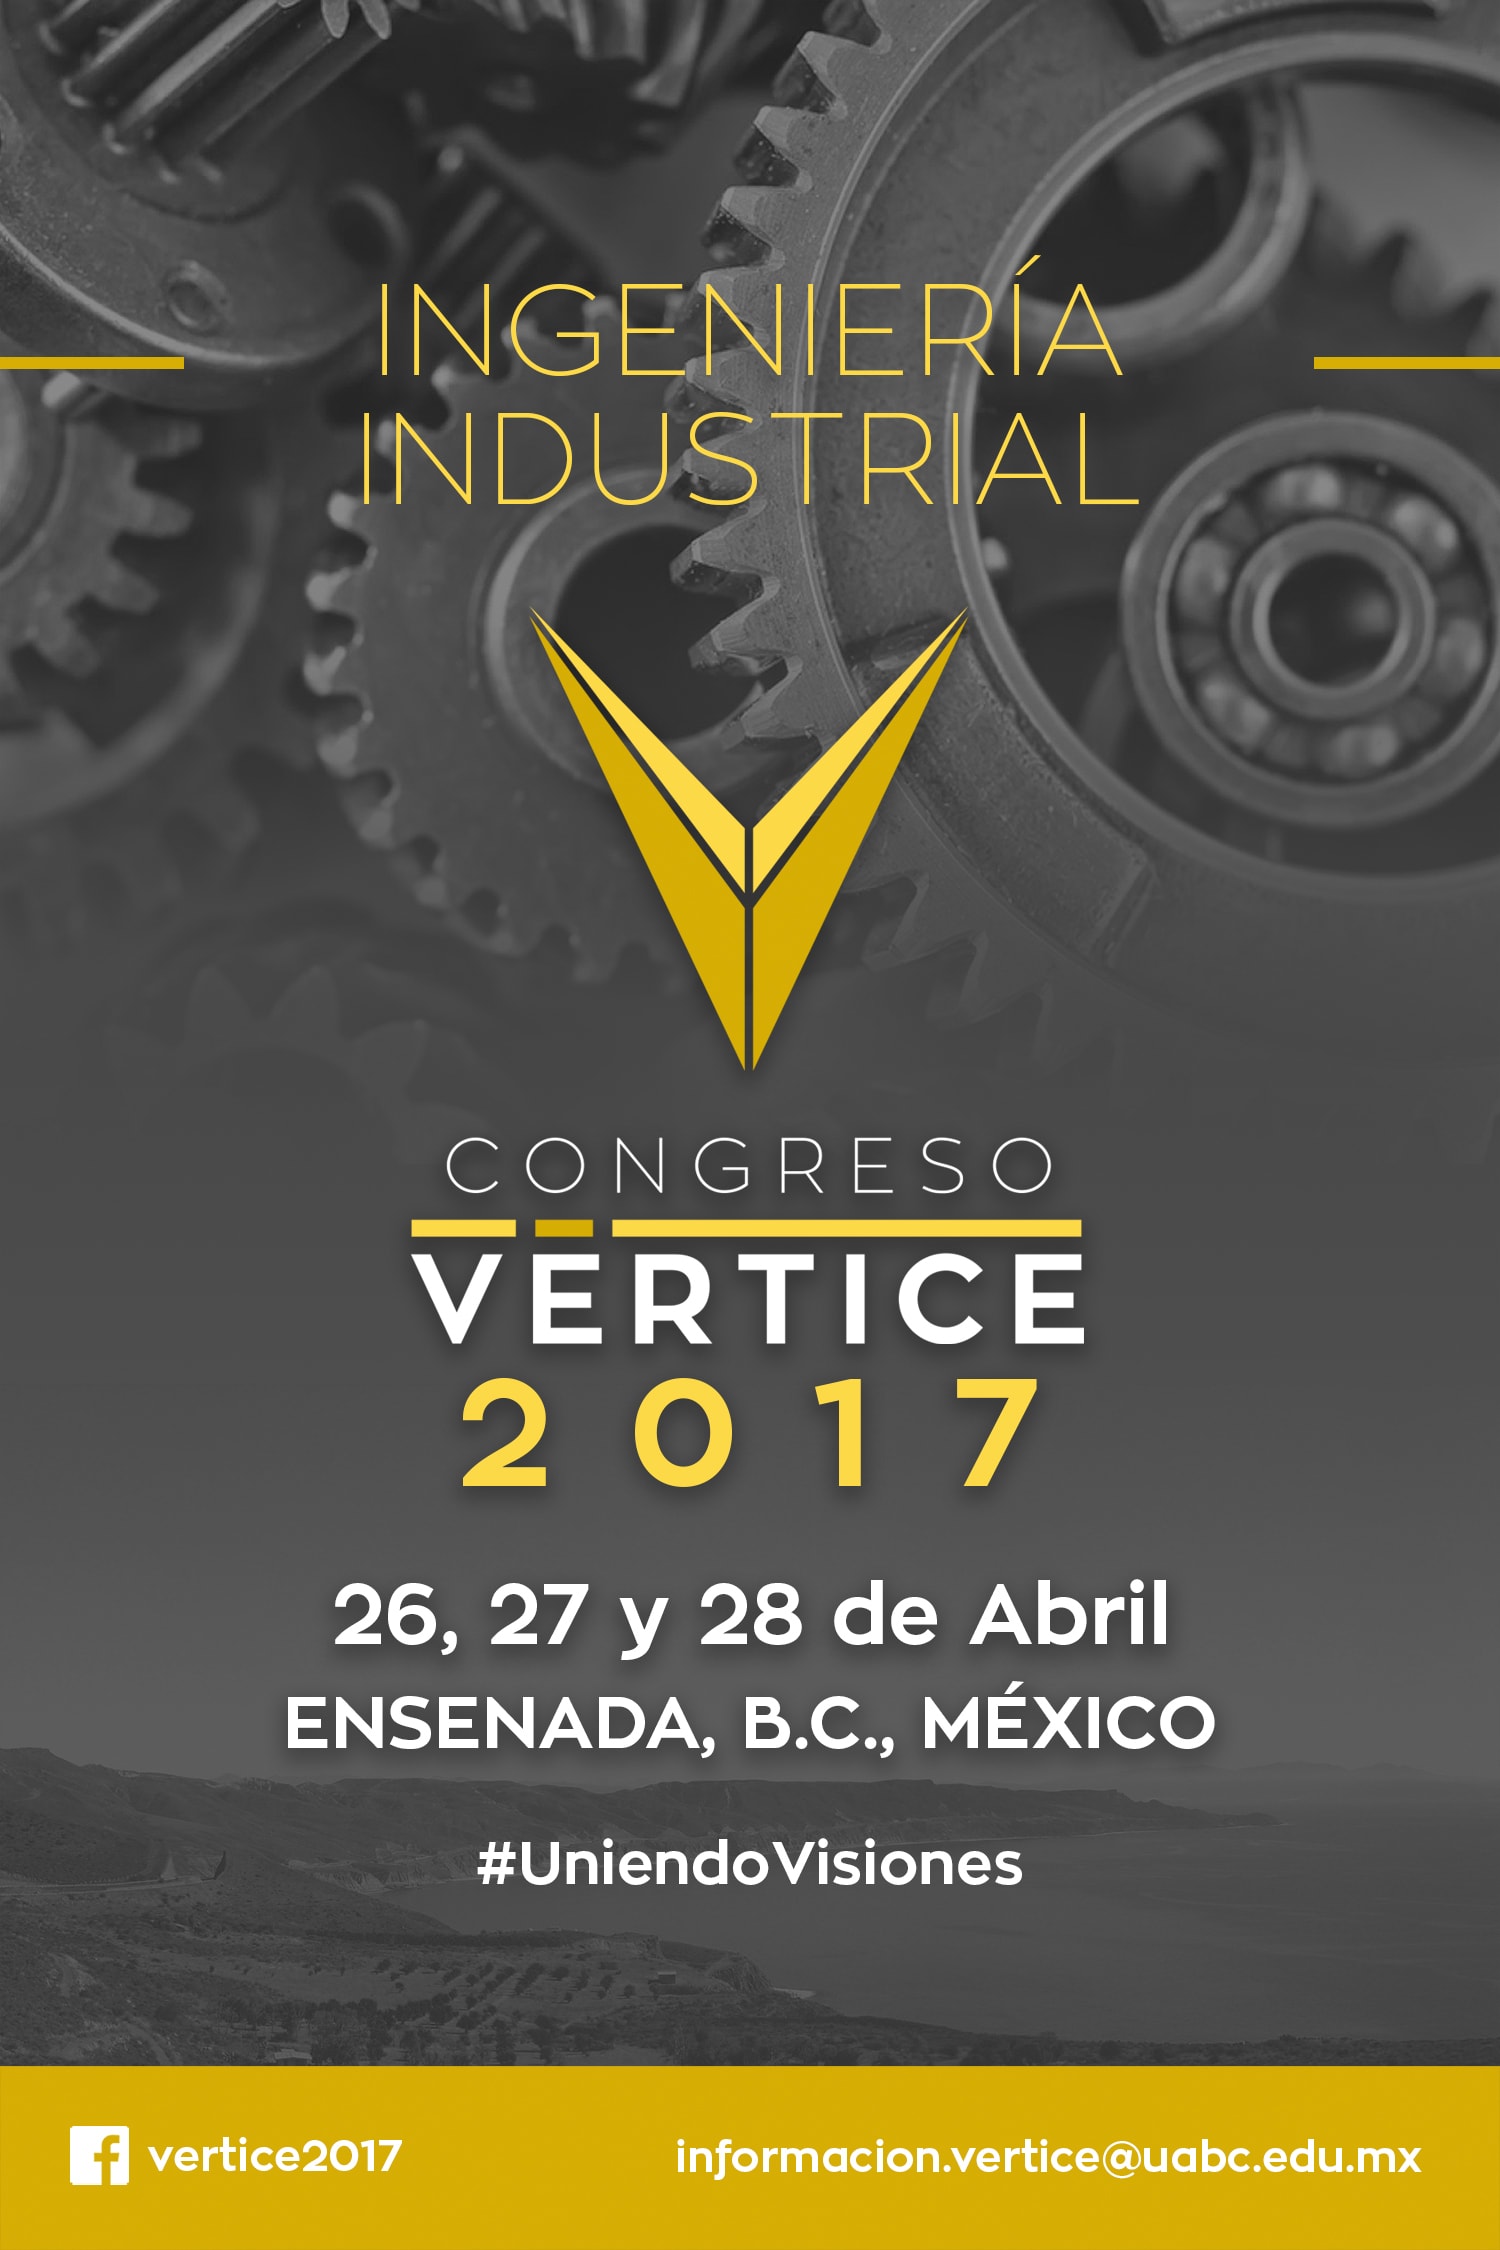 INGENIERÍA
INDUSTRIAL
CONGRESO
VÉRTICE
2017
26, 27 y 28 de Abril
ENSENADA, B.C., MÉXICO
#UniendoVisiones
vertice2017
informacion.vertice@uabc.edu.mx